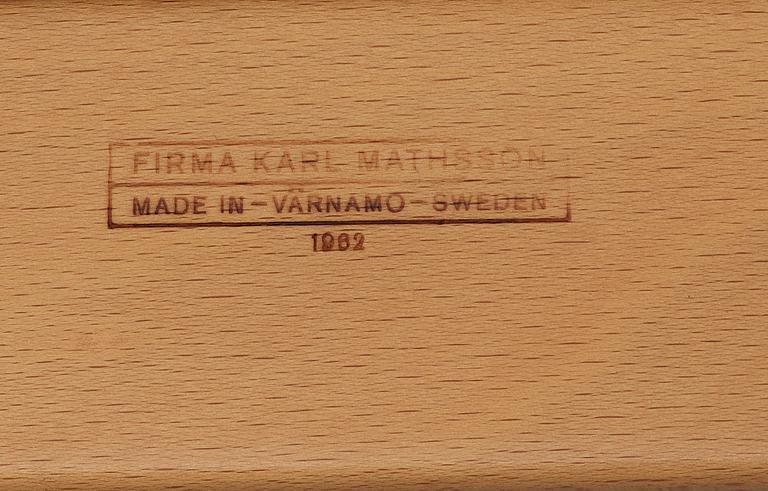 FIRMA KARL MATHSSON
MADE IN – VÄRNAMO – SWEDEN
1962